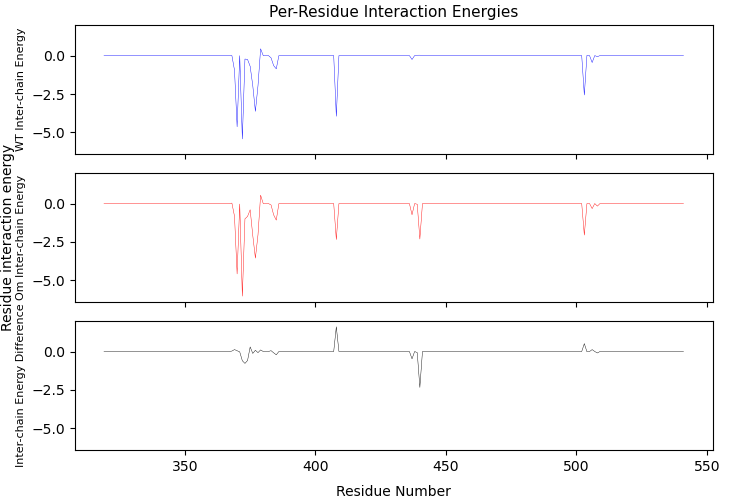 Per-Residue Interaction Energies
WT Inter-chain Energy
0.0
−2.5
−5.0
Residue interaction energy
Om Inter-chain Energy
0.0
−2.5
−5.0
Inter-chain Energy Difference
0.0
−2.5
−5.0
350 400 450 500 550
Residue Number